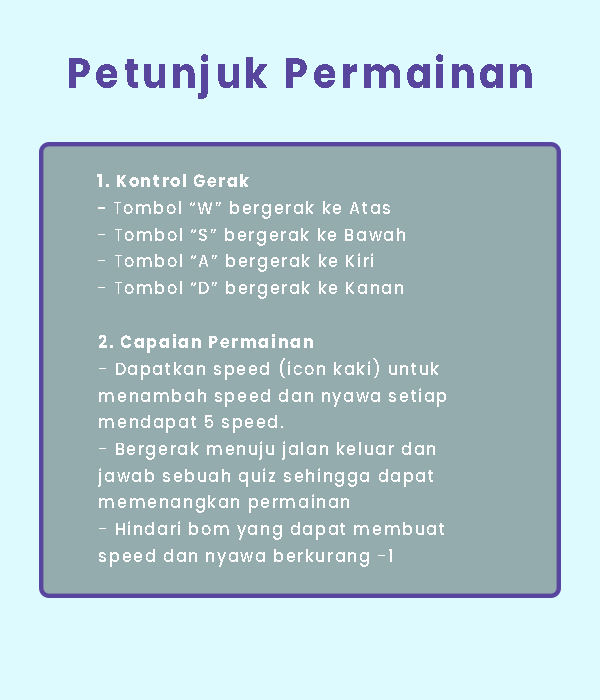 Petunjuk Permainan
1. Kontrol Gerak
- Tombol “W” bergerak ke Atas
- Tombol “S” bergerak ke Bawah
- Tombol “A” bergerak ke Kiri
- Tombol “D” bergerak ke Kanan
2. Capaian Permainan
- Dapatkan speed (icon kaki) untuk
menambah speed dan nyawa setiap
mendapat 5 speed.
- Bergerak menuju jalan keluar dan
jawab sebuah quiz sehingga dapat
memenangkan permainan
- Hindari bom yang dapat membuat
speed dan nyawa berkurang -1